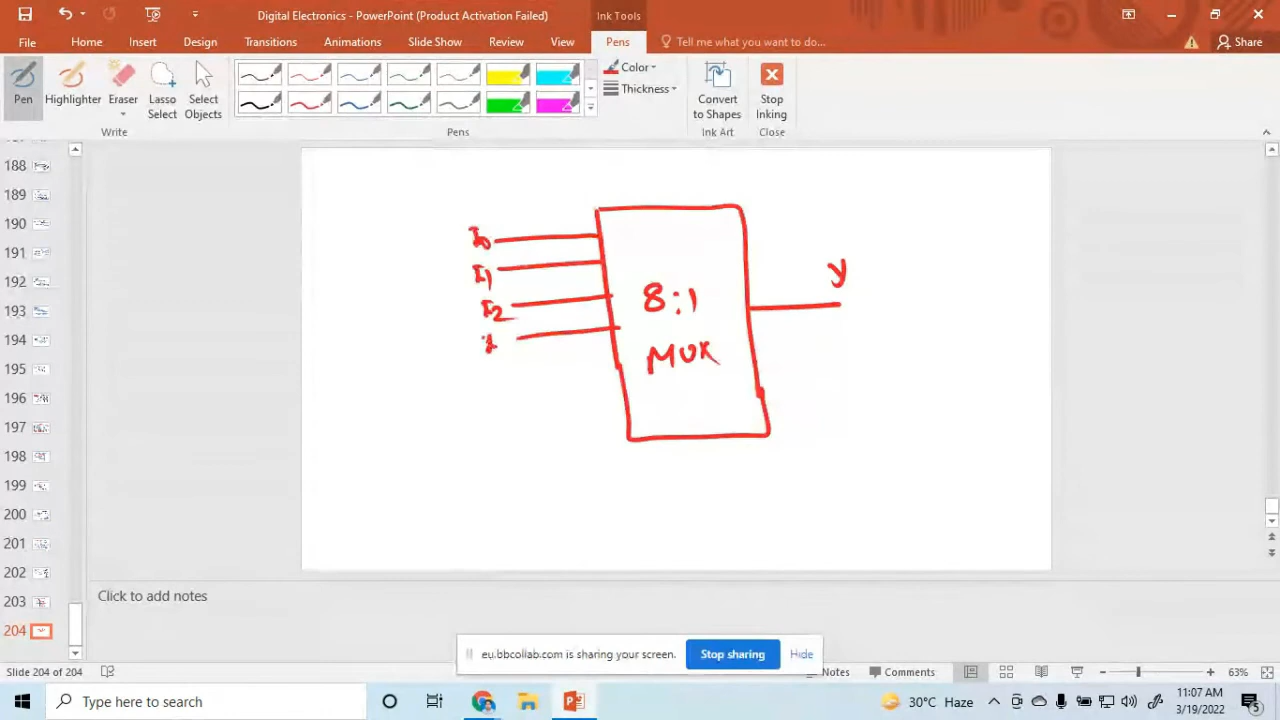 Digital Electronics - PowerPoint (Product Activation Failed)
Ink Tools
File
Home
Insert
Design
Transitions
Animations
Slide Show
Review
View
Pens
Tell me what you want to do...
Share
Pen
Highlighter
Eraser
Lasso Select
Select Objects
Color
Thickness
Convert to Shapes
Stop Inking
Write
Pens
Ink Art
Close
188
189
190
191
192
193
194
195
196
197
198
199
200
201
202
203
204
I0
I1
I2
8:1
MUX
Y
Click to add notes
eu.bbcollab.com is sharing your screen.
Stop sharing
Hide
Slide 204 of 204
Notes
Comments
63%
Type here to search
30°C Haze
11:07 AM
3/19/2022
5